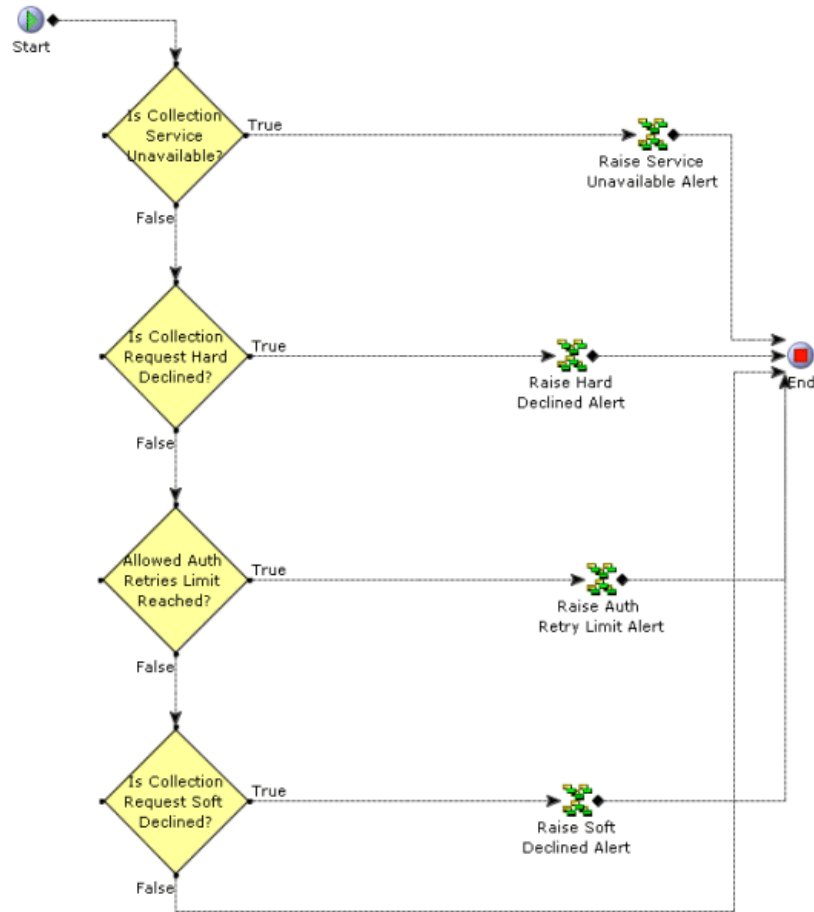 Start
Is Collection
Service
Unavailable?
True
Raise Service
Unavailable Alert
False
Is Collection
Request Hard
Declined?
True
Raise Hard
Declined Alert
End
False
Allowed Auth
Retries Limit
Reached?
True
Raise Auth
Retry Limit Alert
False
Is Collection
Request Soft
Declined?
True
Raise Soft
Declined Alert
False